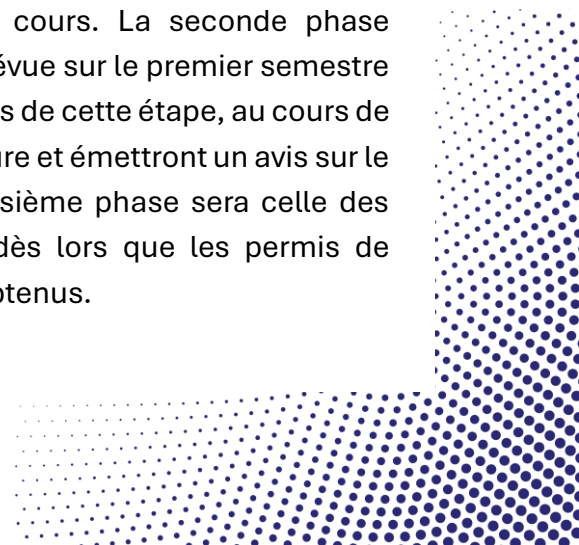 cours. La seconde phase
évue sur le premier semestre
s de cette étape, au cours de
ure et émettront un avis sur le
sième phase sera celle des
dès lors que les permis de
btenus.